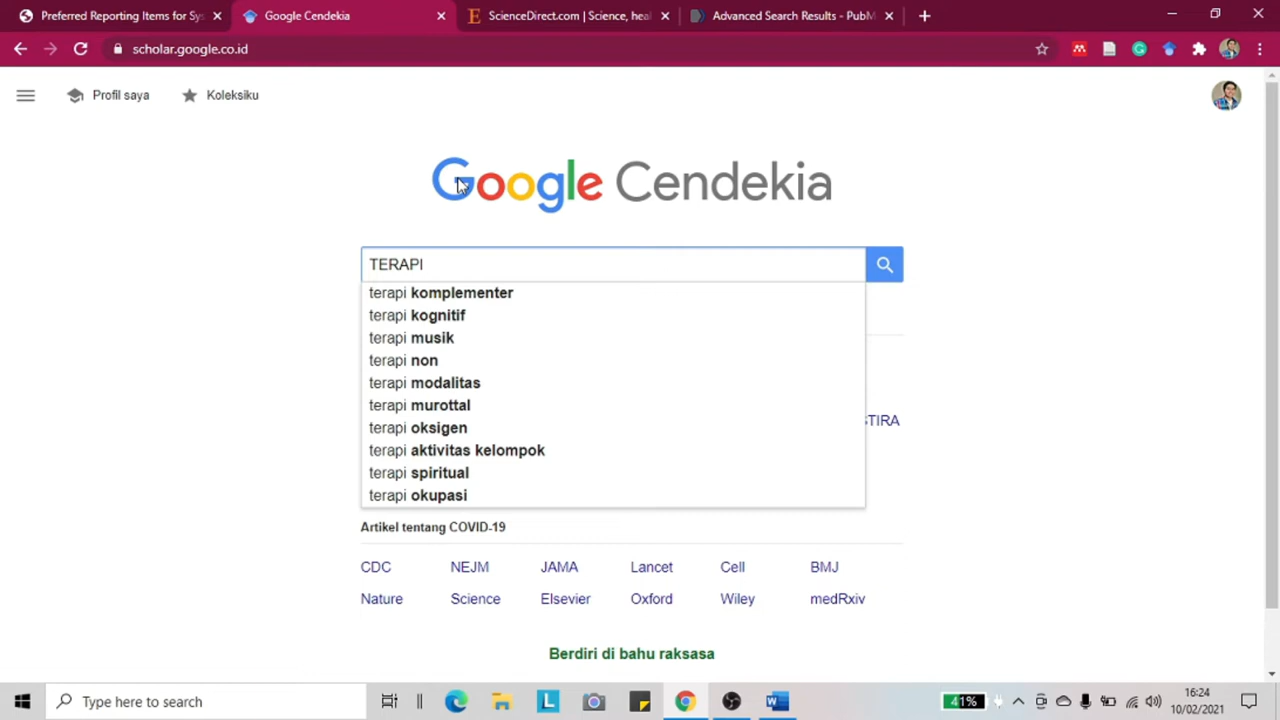 Preferred Reporting Items for Sys
Google Cendekia
ScienceDirect.com | Science, heal
Advanced Search Results - PubM
scholar.google.co.id
Profil saya
Koleksiku
Google Cendekia
TERAPI
terapi komplementer
terapi kognitif
terapi musik
terapi non
terapi modalitas
terapi murottal
terapi oksigen
terapi aktivitas kelompok
terapi spiritual
terapi okupasi
STIRA
Artikel tentang COVID-19
CDC NEJM JAMA Lancet Cell BMJ
Nature Science Elsevier Oxford Wiley medRxiv
Berdiri di bahu raksasa
Type here to search
41%
16:24
10/02/2021